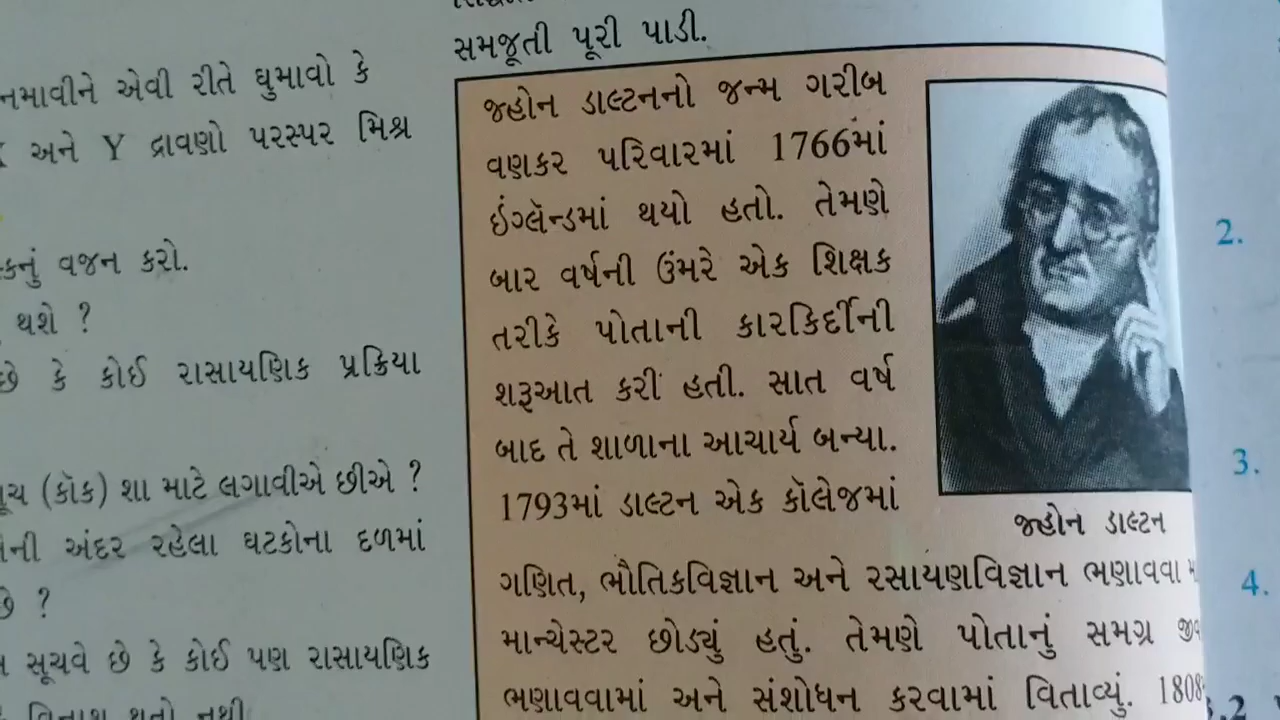 નમાવીને એવી રીતે ઘુમાવો કે
અને Y દ્રાવણો પરસ્પર મિશ્ર
વજન કરો.
થશે ?
છે કે કોઈ રાસાયણિક પ્રક્રિયા
(કૉક) શા માટે લગાવીએ છીએ ?
અંદર રહેલા ઘટકોના દળમાં
છે ?
સૂચવે છે કે કોઈ પણ રાસાયણિક
વિનાશ થતો નથી
સમજૂતી પૂરી પાડી.
જ્હોન ડાલ્ટનનો જન્મ ગરીબ
વણકર પરિવારમાં 1766માં
ઇંગ્લૅન્ડમાં થયો હતો. તેમણે
બાર વર્ષની ઉંમરે એક શિક્ષક
તરીકે પોતાની કારકિર્દીની
શરૂઆત કરી હતી. સાત વર્ષ
બાદ તે શાળાના આચાર્ય બન્યા.
1793માં ડાલ્ટન એક કૉલેજમાં
જ્હોન ડાલ્ટન
ગણિત, ભૌતિકવિજ્ઞાન અને રસાયણવિજ્ઞાન ભણાવવા
માન્ચેસ્ટર છોડ્યું હતું. તેમણે પોતાનું સમગ્ર
ભણાવવામાં અને સંશોધન કરવામાં વિતાવ્યું. 1808
2.
3.
4.